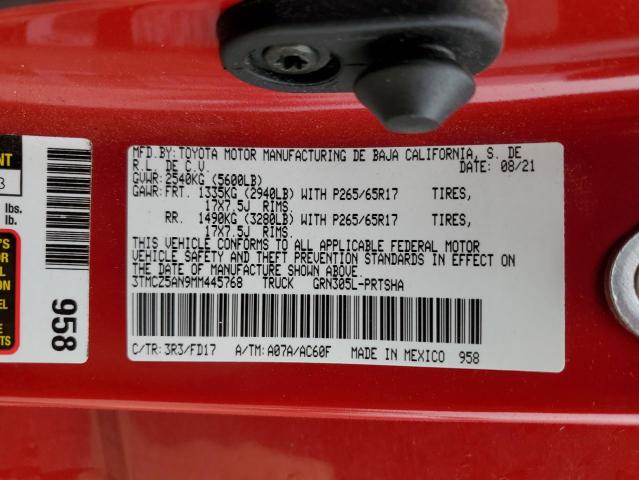 MFD.BY: TOYOTA MOTOR MANUFACTURING DE BAJA CALIFORNIA, S. DE
R.L. DE C.V.
DATE: 08/21
GVWR: 2540KG (5600LB)
GAWR: FRT. 1335KG (2940LB) WITH P265/65R17 TIRES,
17X7.5J RIMS.
RR. 1490KG (3280LB) WITH P265/65R17 TIRES,
17X7.5J RIMS.
THIS VEHICLE CONFORMS TO ALL APPLICABLE FEDERAL MOTOR
VEHICLE SAFETY AND THEFT PREVENTION STANDARDS IN EFFECT ON
THE DATE OF MANUFACTURE SHOWN ABOVE.
3TMCZ5AN9MM445768 TRUCK GRN305L-PRTSHA
C/TR: 3R3/FD17 A/TM: A07A/AC60F MADE IN MEXICO 958
958
NT
3
lbs.
lb.